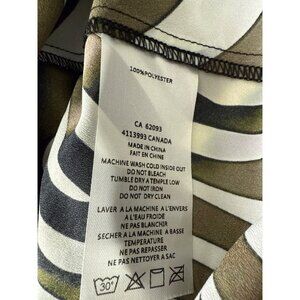 100%POLYESTER
CA 62093
4113993 CANADA
MADE IN CHINA
FAIT EN CHINE
MACHINE WASH COLD INSIDE OUT
DO NOT BLEACH
TUMBLE DRY A TEMPLE LOW
DO NOT IRON
DO NOT DRY CLEAN
LAVER A LA MACHINE A L'ENVERS
A L'EAU FROIDE
NE PAS BLANCHIR
SECHER A LA MACHINE A BASSE
TEMPERATURE
NE PAS REPASSER
NE PAS NETTOYER A SEC
30°